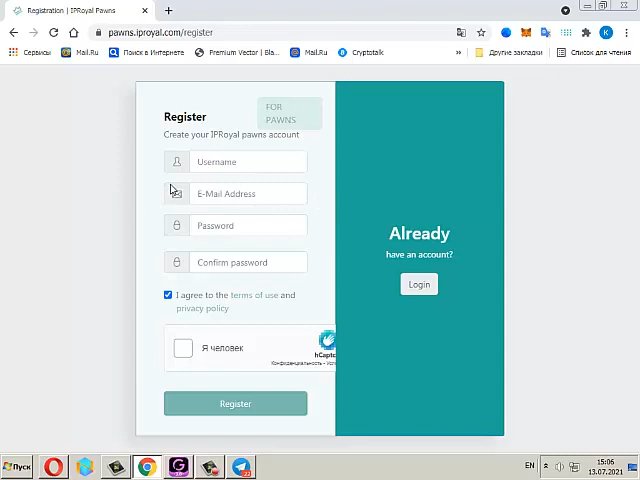 Registration | IPRoyal Pawns
pawns.iproyal.com/register
K
Сервисы
Mail.Ru
Поиск в Интернете
Premium Vector | Bla...
Mail.Ru
Cryptotalk
»
Другие закладки
Список для чтения
Register
FOR
PAWNS
Create your IPRoyal pawns account
Username
E-Mail Address
Password
Confirm password
I agree to the terms of use and
privacy policy
Я человек
hCaptc
Конфиденциальность - Усло
Register
Already
have an account?
Login
Пуск
EN
15:06
13.07.2021